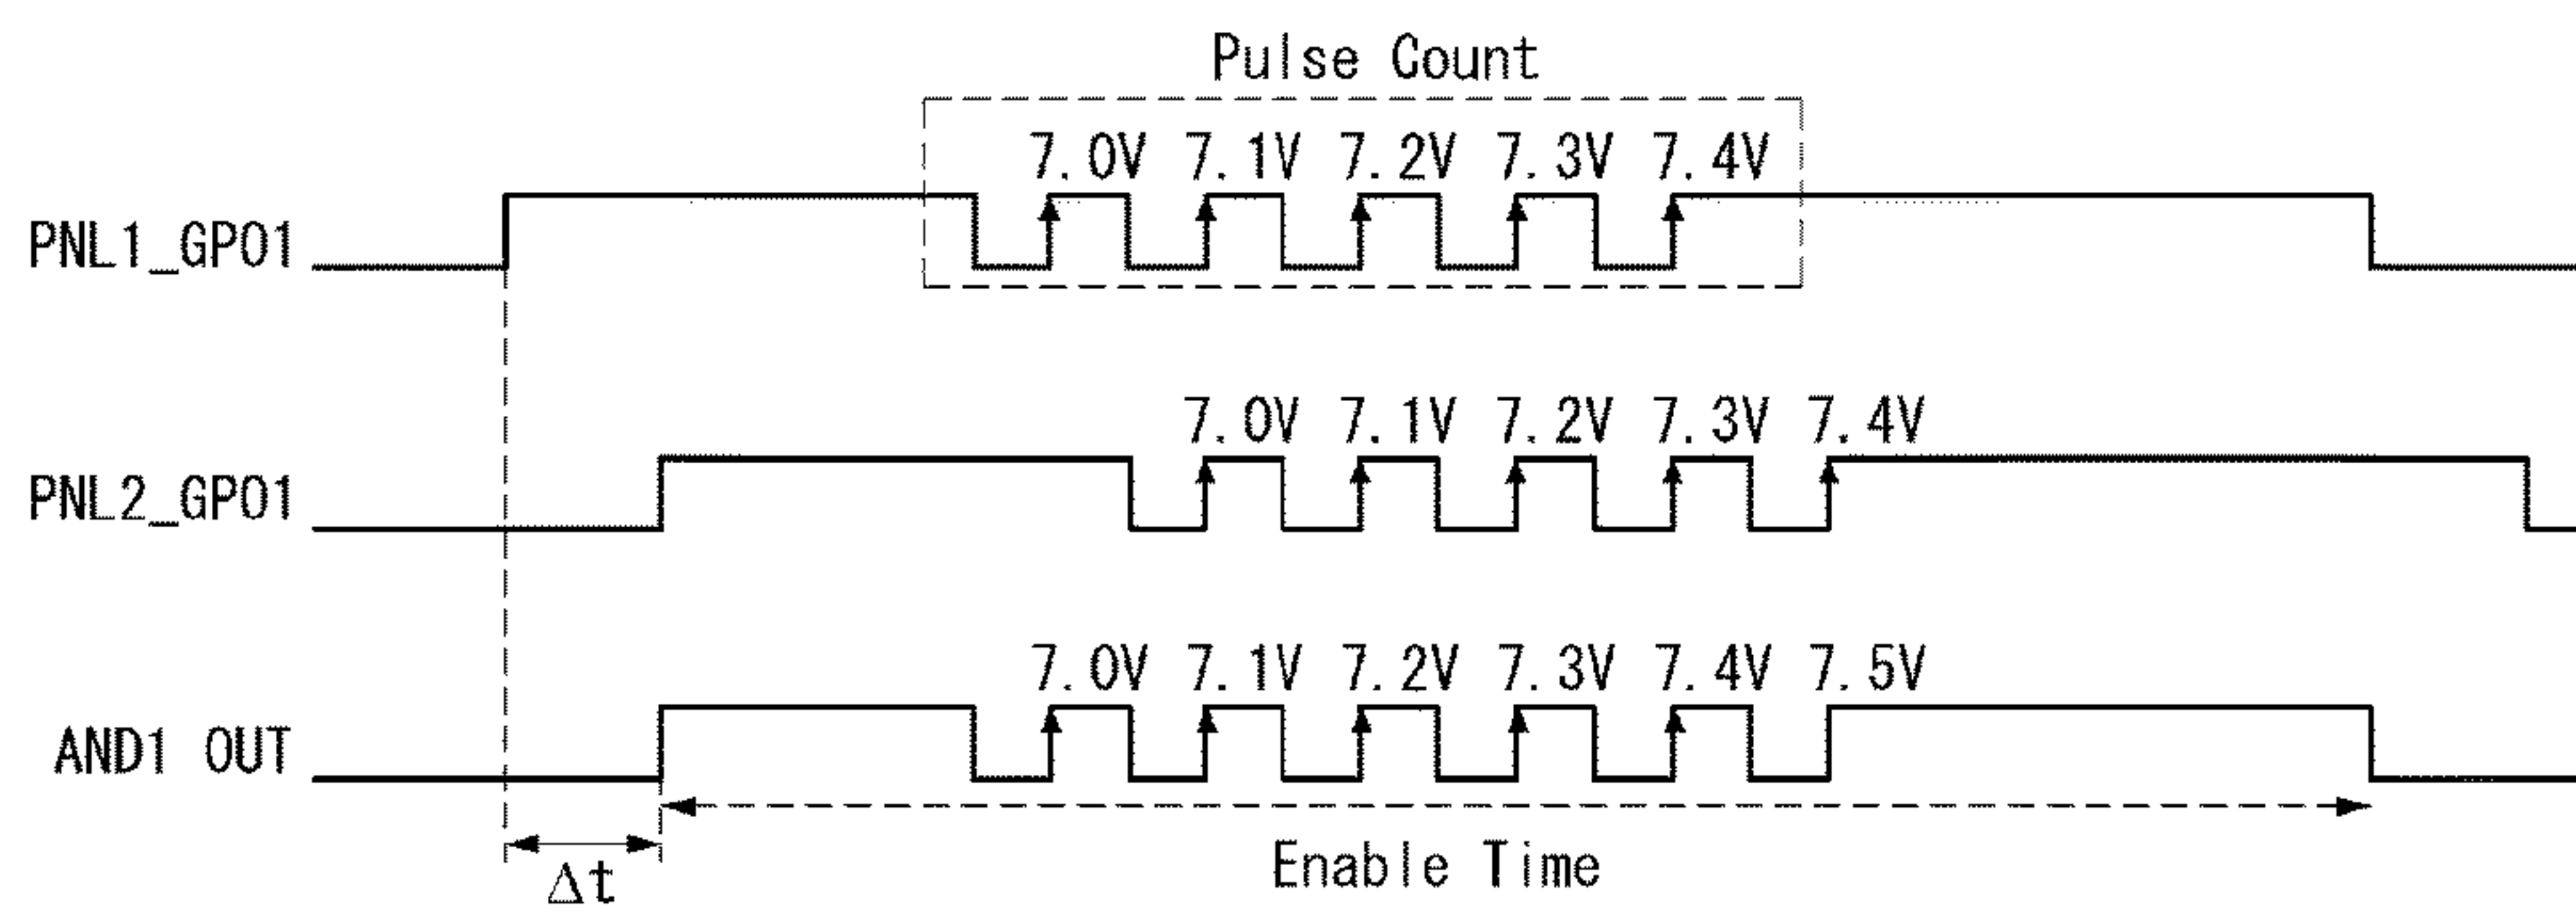 Pulse Count
7.0V 7.1V 7.2V 7.3V 7.4V
PNL1_GPO1
7.0V 7.1V 7.2V 7.3V 7.4V
PNL2_GPO1
7.0V 7.1V 7.2V 7.3V 7.4V 7.5V
AND1 OUT
Δt
Enable Time